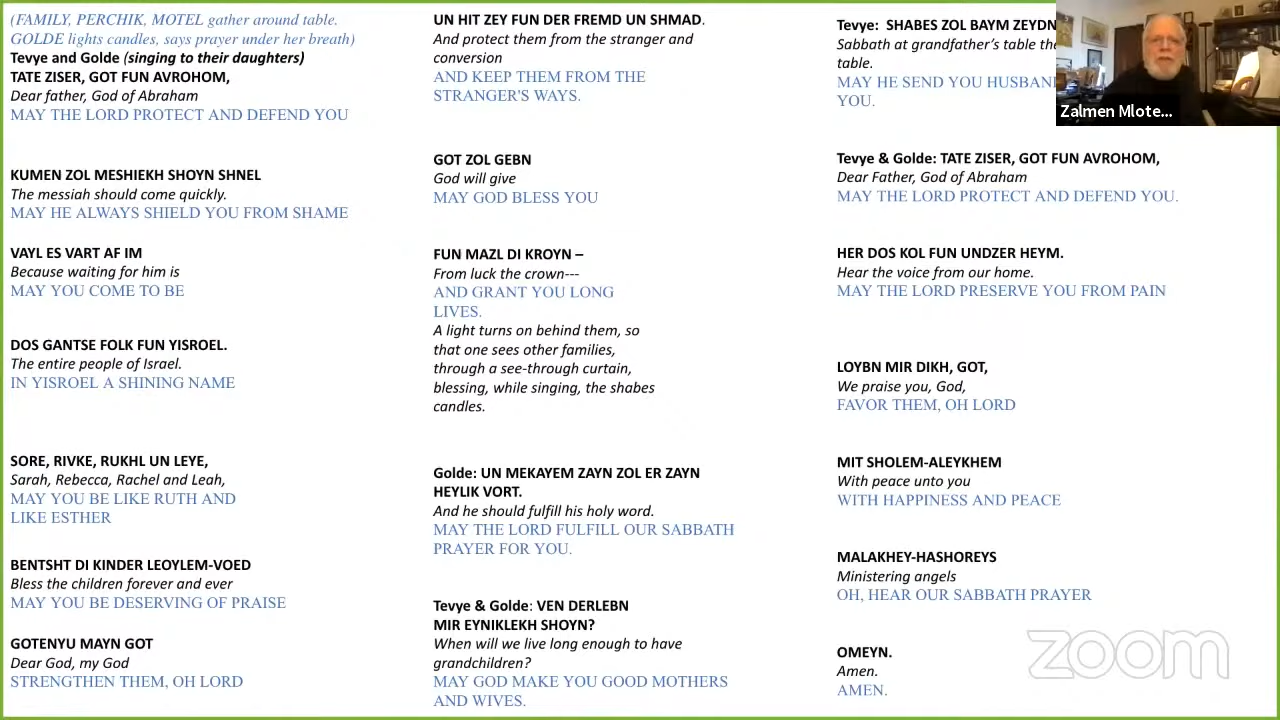 (FAMILY, PERCHIK, MOTEL gather around table.
GOLDE lights candles, says prayer under her breath)
Tevye and Golde (singing to their daughters)
TATE ZISER, GOT FUN AVROHOM,
Dear father, God of Abraham
MAY THE LORD PROTECT AND DEFEND YOU
KUMEN ZOL MESHIEKH SHOYN SHNEL
The messiah should come quickly.
MAY HE ALWAYS SHIELD YOU FROM SHAME
VAYL ES VART AF IM
Because waiting for him is
MAY YOU COME TO BE
DOS GANTSE FOLK FUN YISROEL.
The entire people of Israel.
IN YISROEL A SHINING NAME
SORE, RIVKE, RUKHL UN LEYE,
Sarah, Rebecca, Rachel and Leah,
MAY YOU BE LIKE RUTH AND
LIKE ESTHER
BENTSHT DI KINDER LEOYLEM-VOED
Bless the children forever and ever
MAY YOU BE DESERVING OF PRAISE
GOTENYU MAYN GOT
Dear God, my God
STRENGTHEN THEM, OH LORD
UN HIT ZEY FUN DER FREMD UN SHMAD.
And protect them from the stranger and
conversion
AND KEEP THEM FROM THE
STRANGER'S WAYS.
GOT ZOL GEBN
God will give
MAY GOD BLESS YOU
FUN MAZL DI KROYN –
From luck the crown---
AND GRANT YOU LONG
LIVES.
A light turns on behind them, so
that one sees other families,
through a see-through curtain,
blessing, while singing, the shabes
candles.
Golde: UN MEKAYEM ZAYN ZOL ER ZAYN
HEYLIK VORT.
And he should fulfill his holy word.
MAY THE LORD FULFILL OUR SABBATH
PRAYER FOR YOU.
Tevye & Golde: VEN DERLEBN
MIR EYNIKLEKH SHOYN?
When will we live long enough to have
grandchildren?
MAY GOD MAKE YOU GOOD MOTHERS
AND WIVES.
Tevye: SHABES ZOL BAYM ZEYDN
Sabbath at grandfather's table the
table.
MAY HE SEND YOU
YOU.
Tevye & Golde: TATE ZISER, GOT FUN AVROHOM,
Dear Father, God of Abraham
MAY THE LORD PROTECT AND DEFEND YOU.
HER DOS KOL FUN UNDZER HEYM.
Hear the voice from our home.
MAY THE LORD PRESERVE YOU FROM PAIN
LOYBN MIR DIKH, GOT,
We praise you, God,
FAVOR THEM, OH LORD
MIT SHOLEM-ALEYKHEM
With peace unto you
WITH HAPPINESS AND PEACE
MALAKHEY-HASHOREYS
Ministering angels
OH, HEAR OUR SABBATH PRAYER
OMEYN.
Amen.
AMEN.
Zalmen Mlote...
zoom